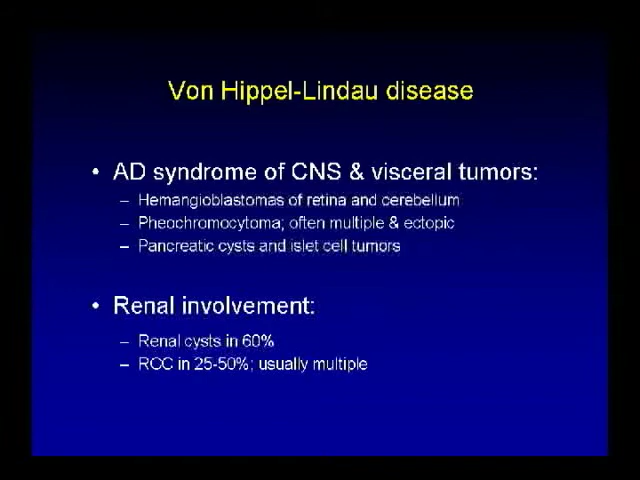 Von Hippel-Lindau disease
• AD syndrome of CNS & visceral tumors:
– Hemangioblastomas of retina and cerebellum
– Pheochromocytoma; often multiple & ectopic
– Pancreatic cysts and islet cell tumors
• Renal involvement:
– Renal cysts in 60%
– RCC in 25-50%; usually multiple